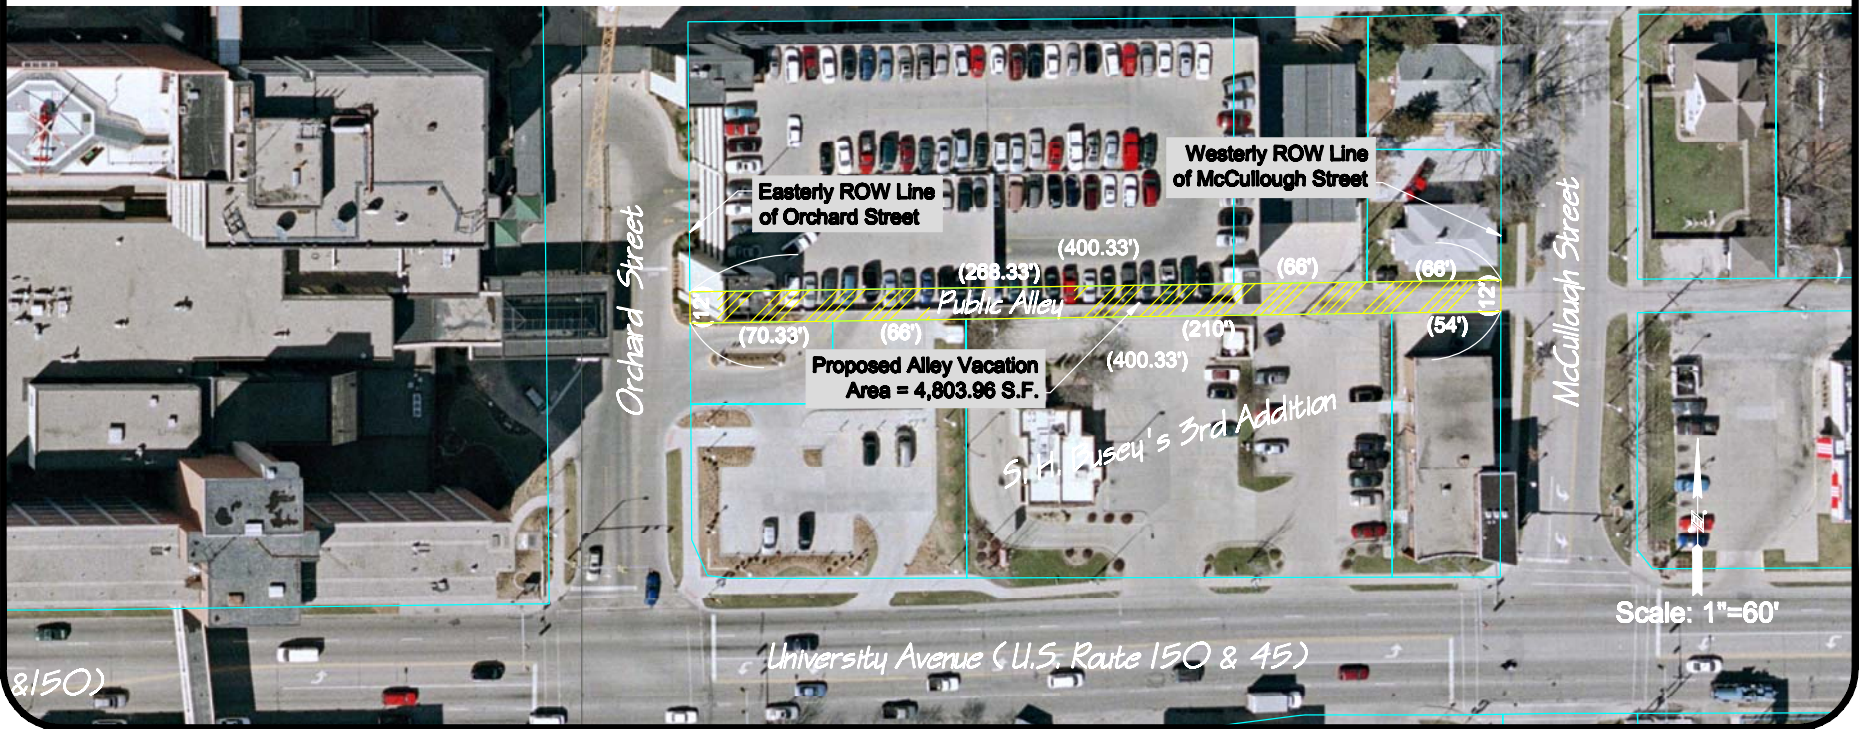 Westerly ROW Line
of McCullough Street
Easterly ROW Line
of Orchard Street
Orchard Street
McCullough Street
(400.33')
(268.33')
(66')
(66')
(12')
Public Alley
(12')
(70.33')
(66')
(210')
(54')
(400.33')
Proposed Alley Vacation
Area = 4,803.96 S.F.
S. H. Busey's 3rd Addition
Scale: 1"=60'
University Avenue (U.S. Route 150 & 45)
&150)